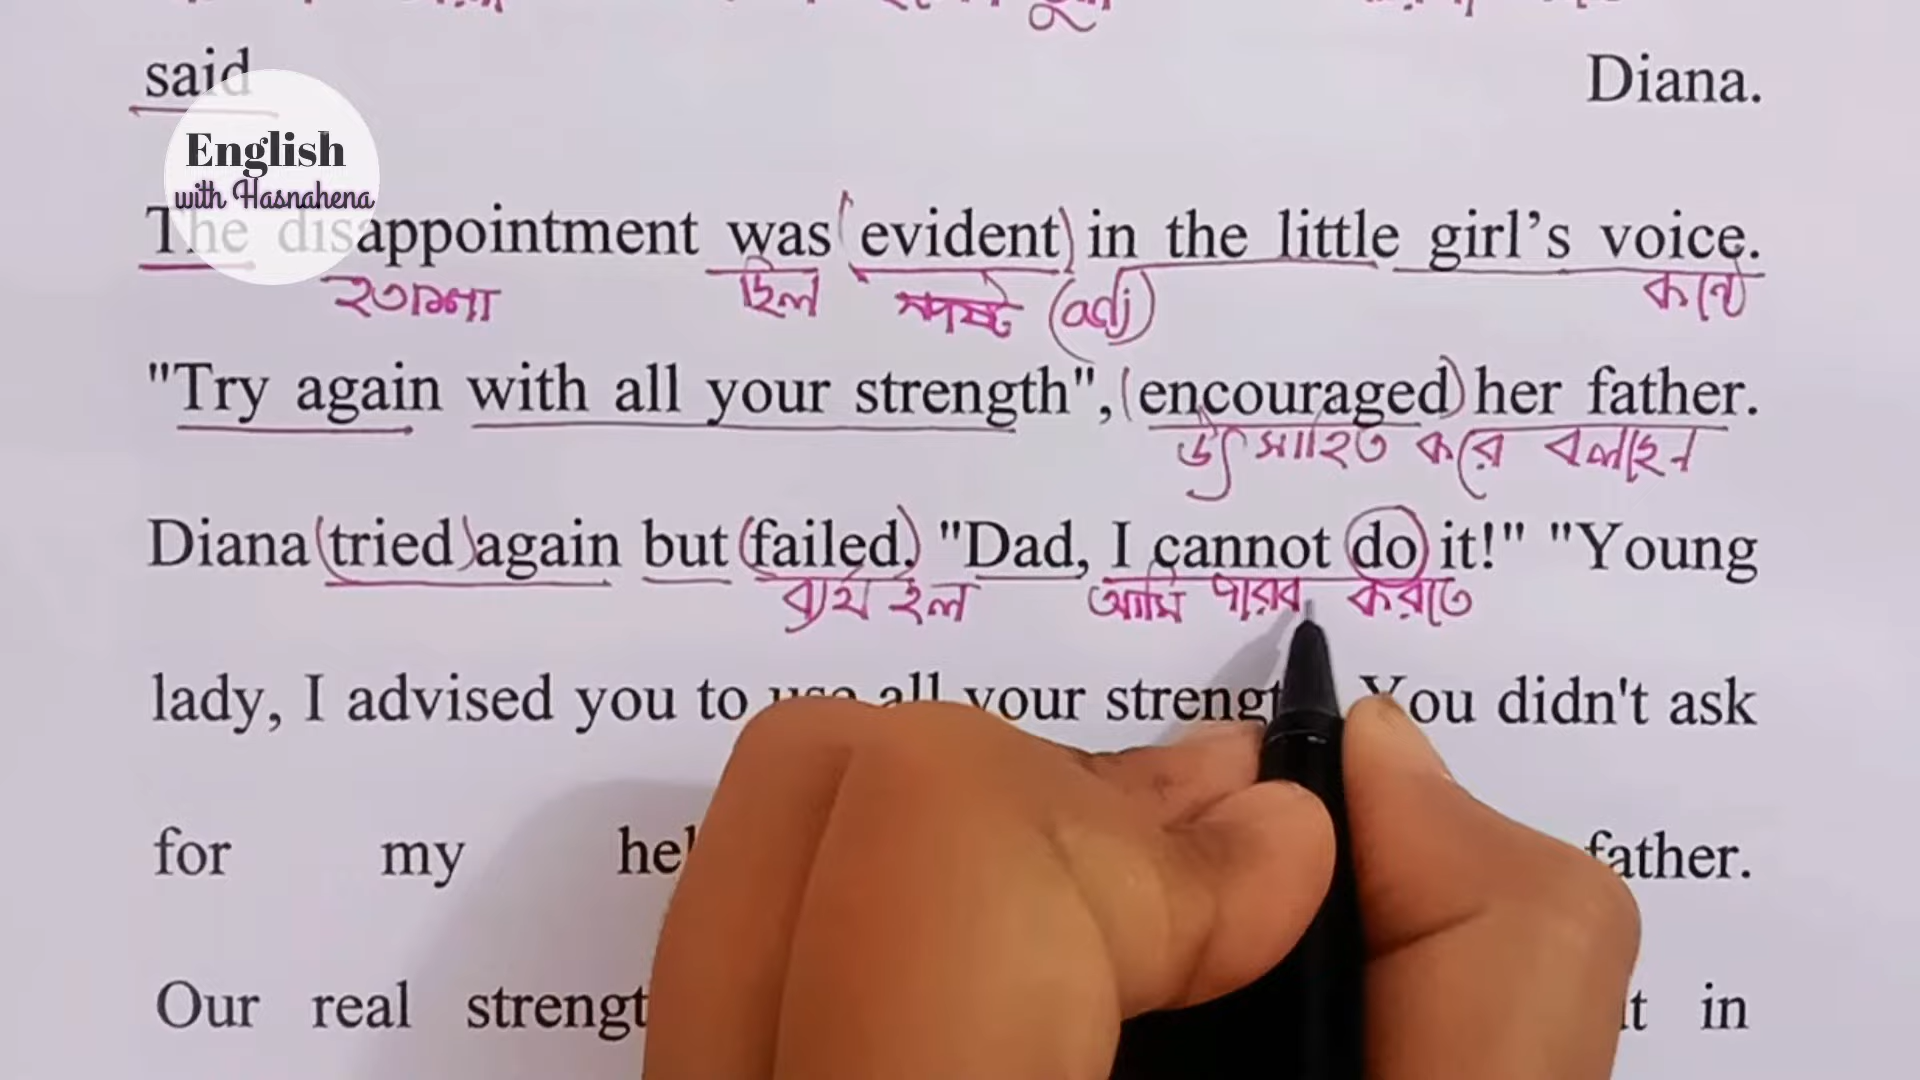 said Diana.
English
with Hasnahena
The disappointment was (evident) in the little girl’s voice.
হতাশা ছিল স্পষ্ট (adj) কন্ঠে
"Try again with all your strength", (encouraged) her father.
উৎসাহিত করে বলছেন
Diana (tried) again but (failed.) "Dad, I cannot do it!" "Young
ব্যর্থ হল আমি পারব করতে
lady, I advised you to use all your strength. You didn't ask
for my father.
Our real in